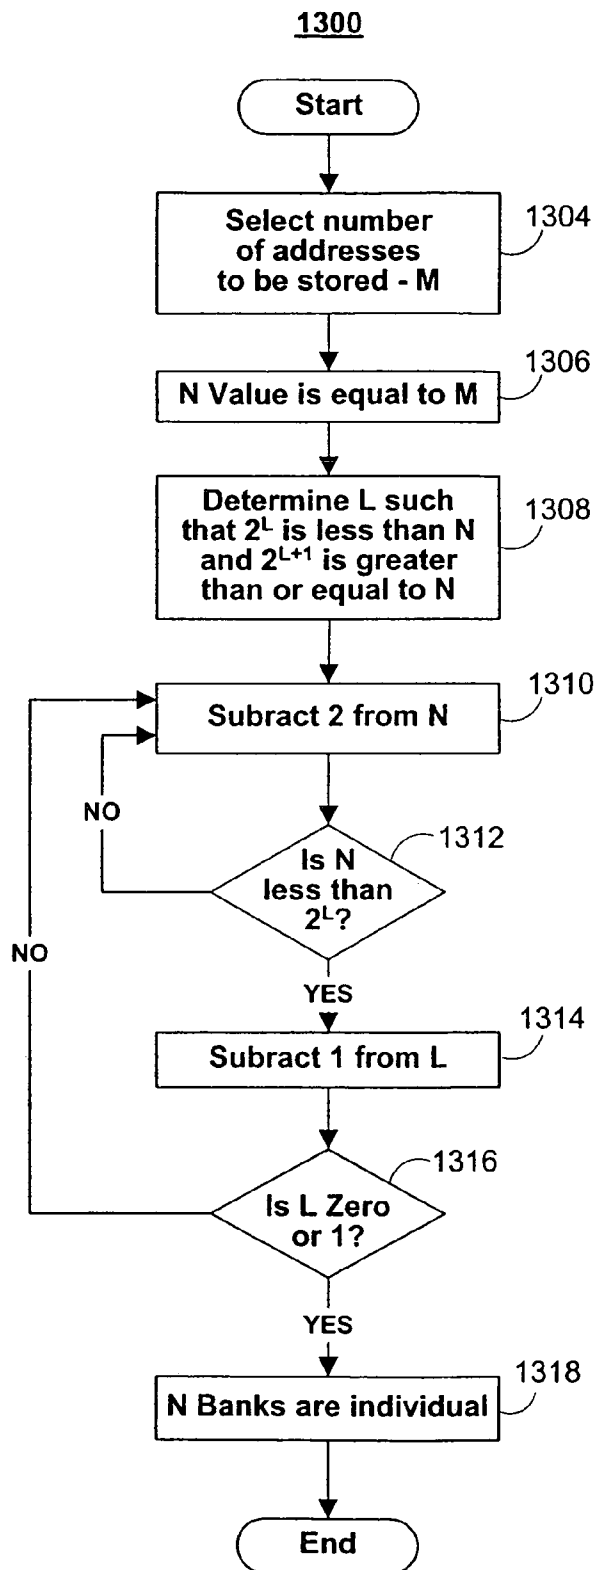 1300
Start
Select number
of addresses
to be stored - M
1304
N Value is equal to M
1306
Determine L such
that 2^L is less than N
and 2^L+1 is greater
than or equal to N
1308
Subract 2 from N
1310
NO
Is N
less than
2^L?
1312
NO
YES
Subract 1 from L
1314
Is L Zero
or 1?
1316
YES
N Banks are individual
1318
End